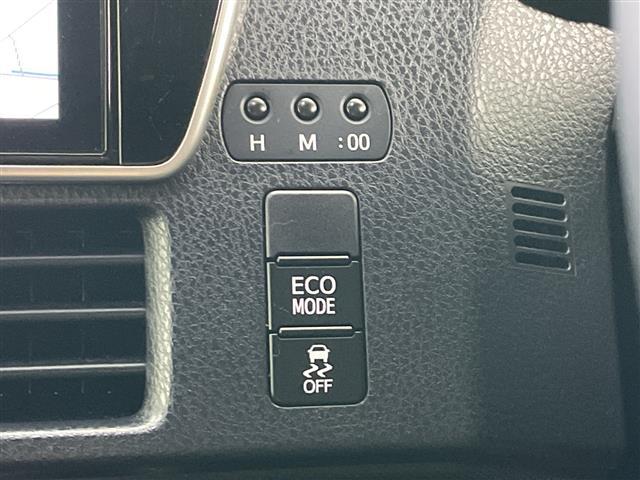 H M :00
ECO
MODE
OFF